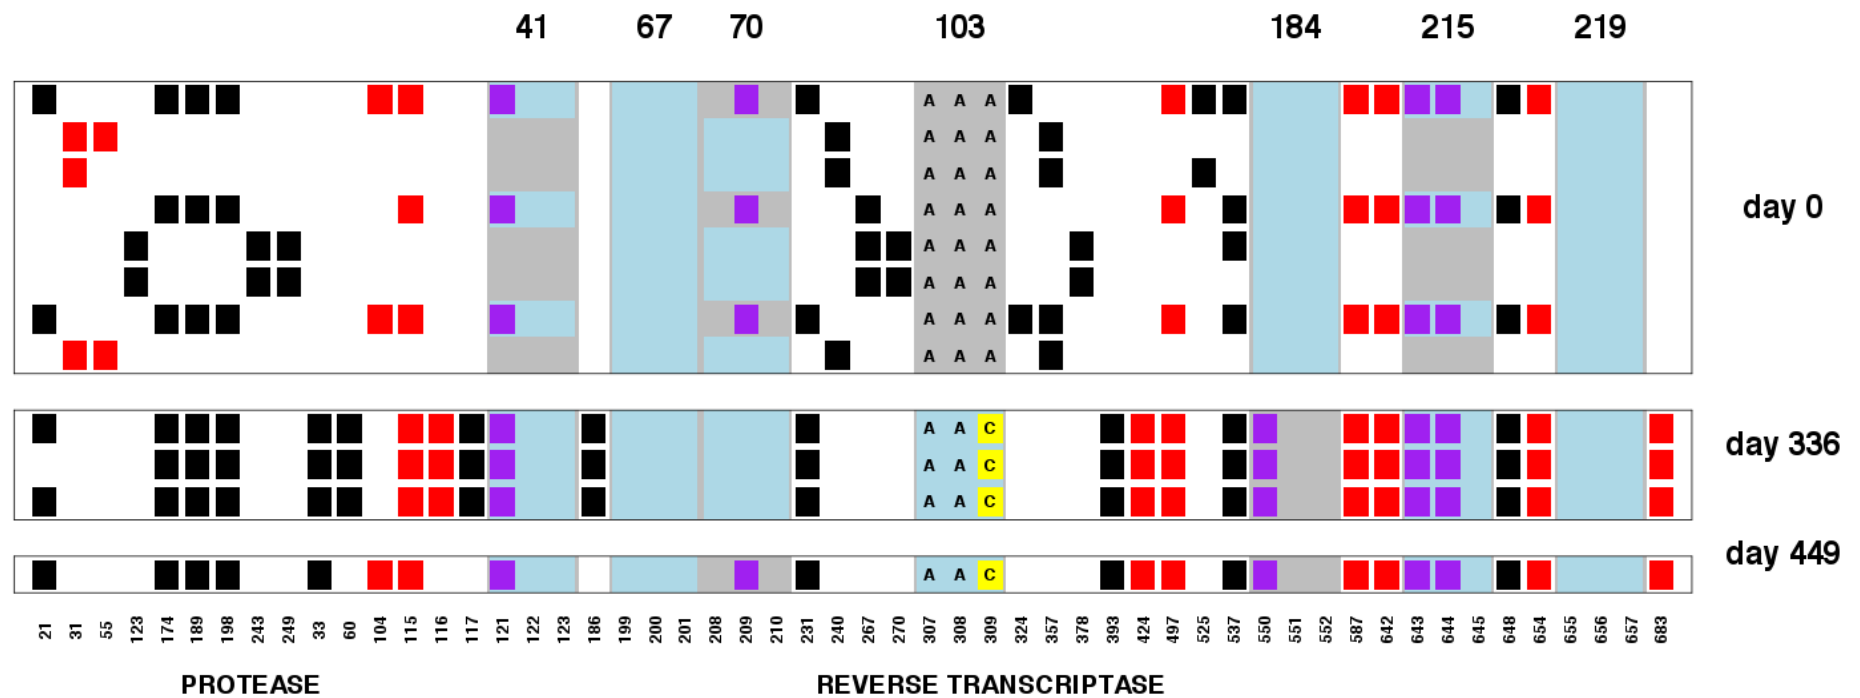 41 67 70 103 184 215 219
A A A
A A A
A A A
A A A
day 0
A A A
A A A
A A A
A A A
A A C
day 336
A A C
A A C
day 449
A A C
21 31 55 123 174 189 198 243 249 33 60 104 115 116 117 121 122 123 186 199 200 201 208 209 210 231 240 267 270 307 308 309 324 357 378 393 424 497 525 537 550 551 552 587 642 643 644 645 648 654 655 656 657 683
PROTEASE REVERSE TRANSCRIPTASE